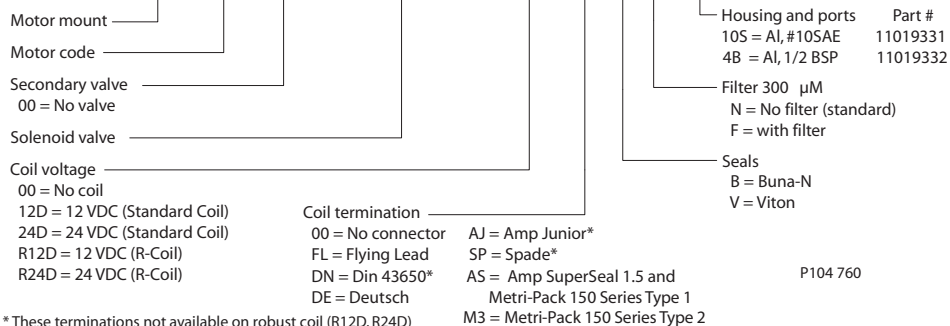 Motor mount
Motor code
Secondary valve
00 = No valve
Solenoid valve
Coil voltage
00 = No coil
12D = 12 VDC (Standard Coil)
24D = 24 VDC (Standard Coil)
R12D = 12 VDC (R-Coil)
R24D = 24 VDC (R-Coil)
Coil termination
00 = No connector
FL = Flying Lead
DN = Din 43650*
DE = Deutsch
AJ = Amp Junior*
SP = Spade*
AS = Amp SuperSeal 1.5 and
Metri-Pack 150 Series Type 1
M3 = Metri-Pack 150 Series Type 2
* These terminations not available on robust coil (R12D, R24D)
Housing and ports Part #
10S = Al, #10SAE 11019331
4B = Al, 1/2 BSP 11019332
Filter 300 µM
N = No filter (standard)
F = with filter
Seals
B = Buna-N
V = Viton
P104 760